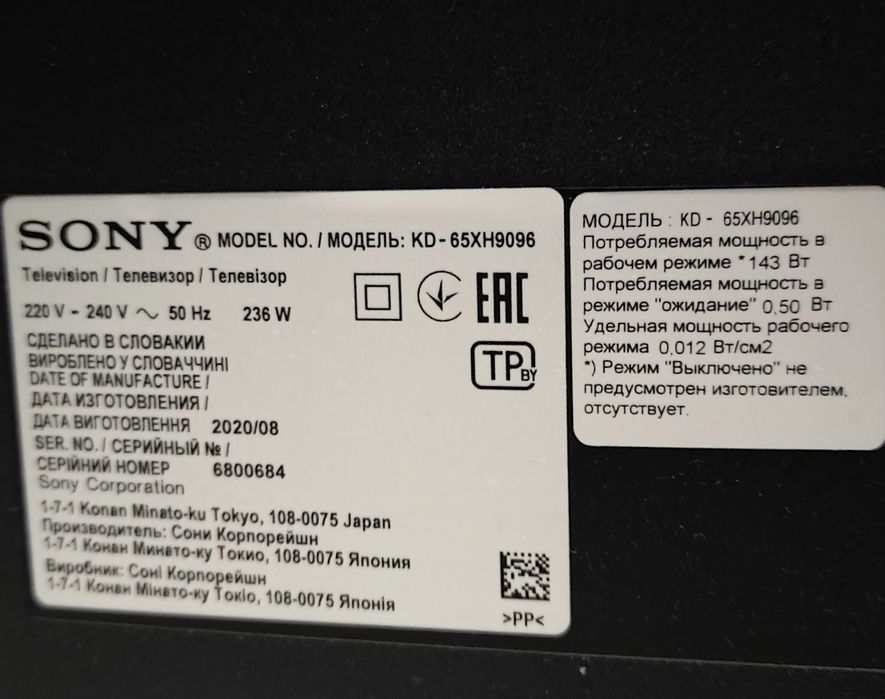 SONY® MODEL NO. / МОДЕЛЬ: KD - 65XH9096
Television / Телевизор / Телевізор
220 V - 240 V ~ 50 Hz 236 W
EAC
TP BY
СДЕЛАНО В СЛОВАКИИ
ВИРОБЛЕНО У СЛОВАЧЧИНІ
DATE OF MANUFACTURE /
ДАТА ИЗГОТОВЛЕНИЯ /
ДАТА ВИГОТОВЛЕННЯ 2020/08
SER. NO. / СЕРИЙНЫЙ № /
СЕРІЙНИЙ НОМЕР 6800684
Sony Corporation
1-7-1 Konan Minato-ku Tokyo, 108-0075 Japan
Производитель: Сони Корпорейшн
1-7-1 Конан Минато-ку Токио, 108-0075 Япония
Виробник: Соні Корпорейшн
1-7-1 Конан Мінато-ку Токіо, 108-0075 Японія
>PP<
МОДЕЛЬ : KD - 65XH9096
Потребляемая мощность в
рабочем режиме *143 Вт
Потребляемая мощность в
режиме "ожидание" 0,50 Вт
Удельная мощность рабочего
режима 0,012 Вт/см2
*) Режим "Выключено" не
предусмотрен изготовителем,
отсутствует.